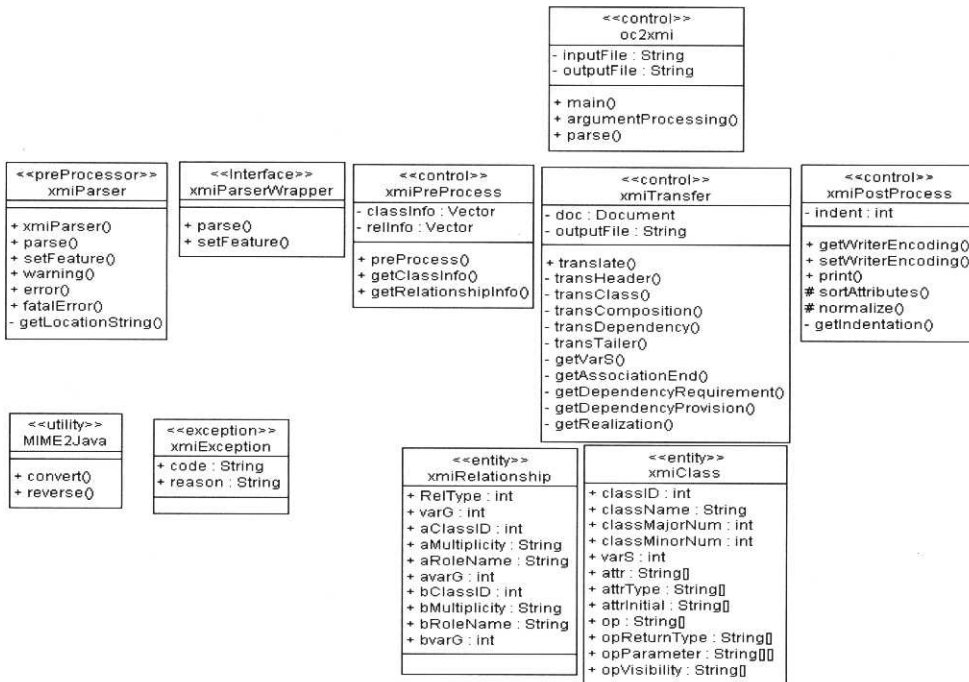 <<control>>
oc2xmi
- inputFile : String
- outputFile : String
+ main()
+ argumentProcessing()
+ parse()
<<preProcessor>>
xmiParser
+ xmiParser()
+ parse()
+ setFeature()
+ warning()
+ error()
+ fatalError()
- getLocationString()
<<Interface>>
xmiParserWrapper
+ parse()
+ setFeature()
<<control>>
xmiPreProcess
- classInfo : Vector
- relInfo : Vector
+ preProcess()
+ getClassInfo()
+ getRelationshipInfo()
<<control>>
xmiTransfer
- doc : Document
- outputFile : String
+ translate()
- transHeader()
- transClass()
- transComposition()
- transDependency()
- transTailer()
- getVarS()
- getAssociationEnd()
- getDependencyRequirement()
- getDependencyProvision()
- getRealization()
<<control>>
xmiPostProcess
- indent : int
+ getWriterEncoding()
+ setWriterEncoding()
+ print()
# sortAttributes()
# normalize()
- getIndentation()
<<utility>>
MIME2Java
+ convert()
+ reverse()
<<exception>>
xmiException
+ code : String
+ reason : String
<<entity>>
xmiRelationship
+ RelType : int
+ varG : int
+ aClassID : int
+ aMultiplicity : String
+ aRoleName : String
+ avarG : int
+ bClassID : int
+ bMultiplicity : String
+ bRoleName : String
+ bvarG : int
<<entity>>
xmiClass
+ classID : int
+ className : String
+ classMajorNum : int
+ classMinorNum : int
+ varS : int
+ attr : String[]
+ attrType : String[]
+ attrInitial : String[]
+ op : String[]
+ opReturnType : String[]
+ opParameter : String[][]
+ opVisibility : String[]